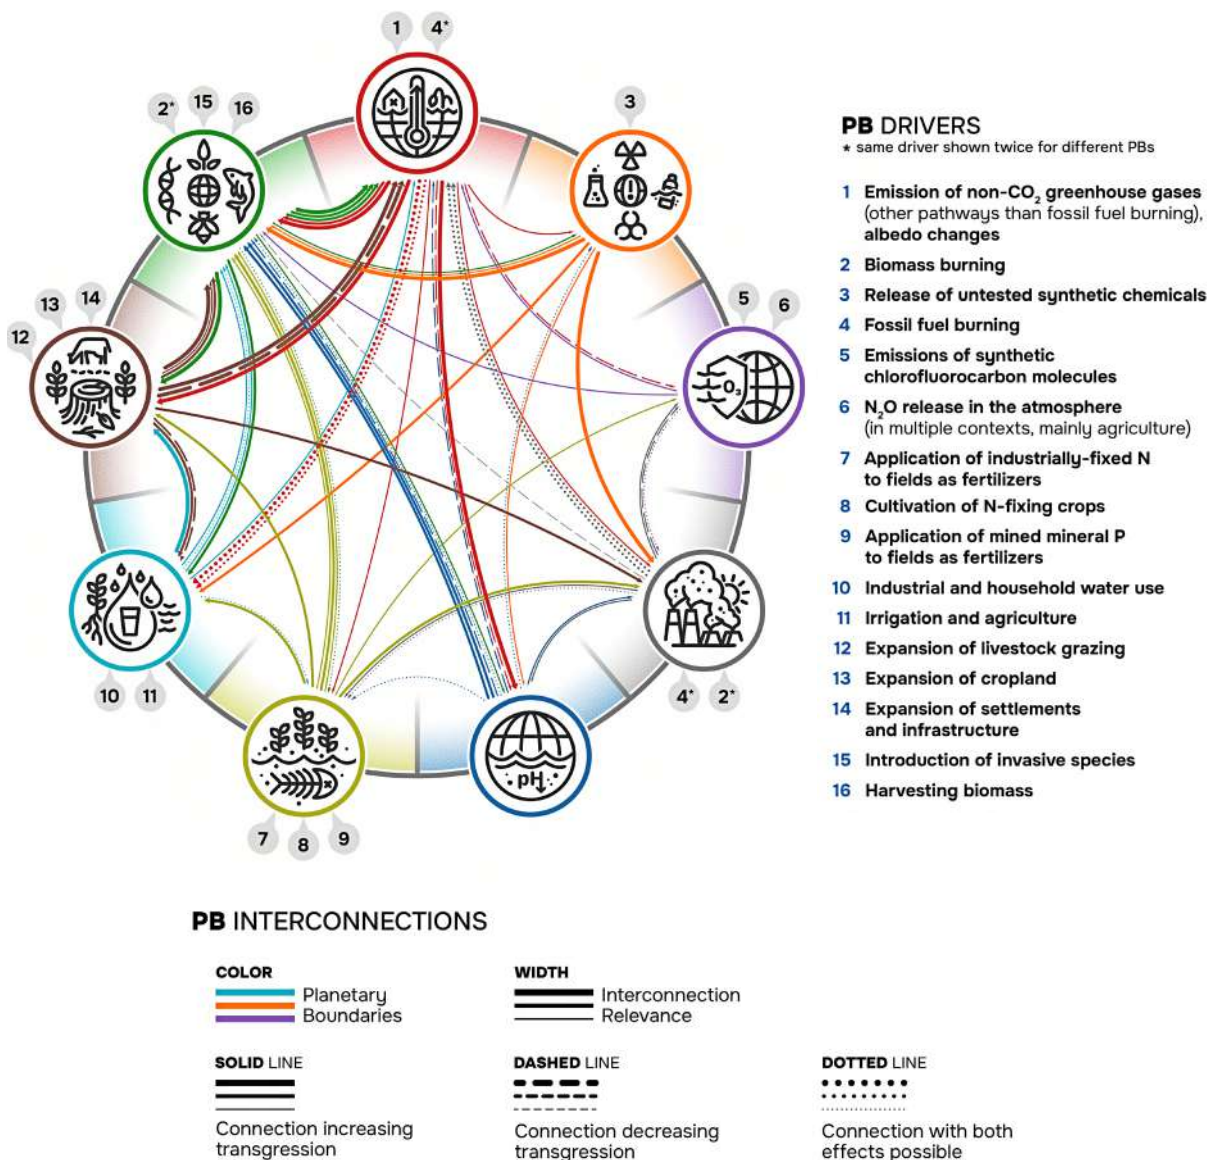 1
4*
2*
15
16
3
13
14
12
5
6
O₃
10
11
4*
2*
pH
7
8
9
PB DRIVERS
* same driver shown twice for different PBs
1 Emission of non-CO₂ greenhouse gases
(other pathways than fossil fuel burning),
albedo changes
2 Biomass burning
3 Release of untested synthetic chemicals
4 Fossil fuel burning
5 Emissions of synthetic
chlorofluorocarbon molecules
6 N₂O release in the atmosphere
(in multiple contexts, mainly agriculture)
7 Application of industrially-fixed N
to fields as fertilizers
8 Cultivation of N-fixing crops
9 Application of mined mineral P
to fields as fertilizers
10 Industrial and household water use
11 Irrigation and agriculture
12 Expansion of livestock grazing
13 Expansion of cropland
14 Expansion of settlements
and infrastructure
15 Introduction of invasive species
16 Harvesting biomass
PB INTERCONNECTIONS
COLOR
Planetary
Boundaries
WIDTH
Interconnection
Relevance
SOLID LINE
Connection increasing
transgression
DASHED LINE
Connection decreasing
transgression
DOTTED LINE
Connection with both
effects possible